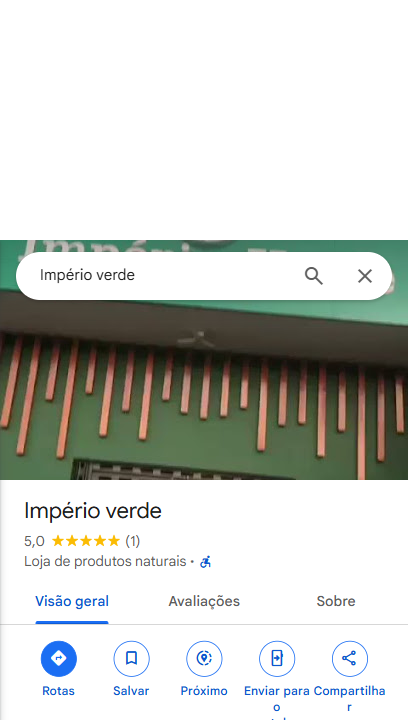 Império verde
Império verde
5,0 (1)
Loja de produtos naturais •
Visão geral
Avaliações
Sobre
Rotas
Salvar
Próximo
Enviar para o
Compartilhar